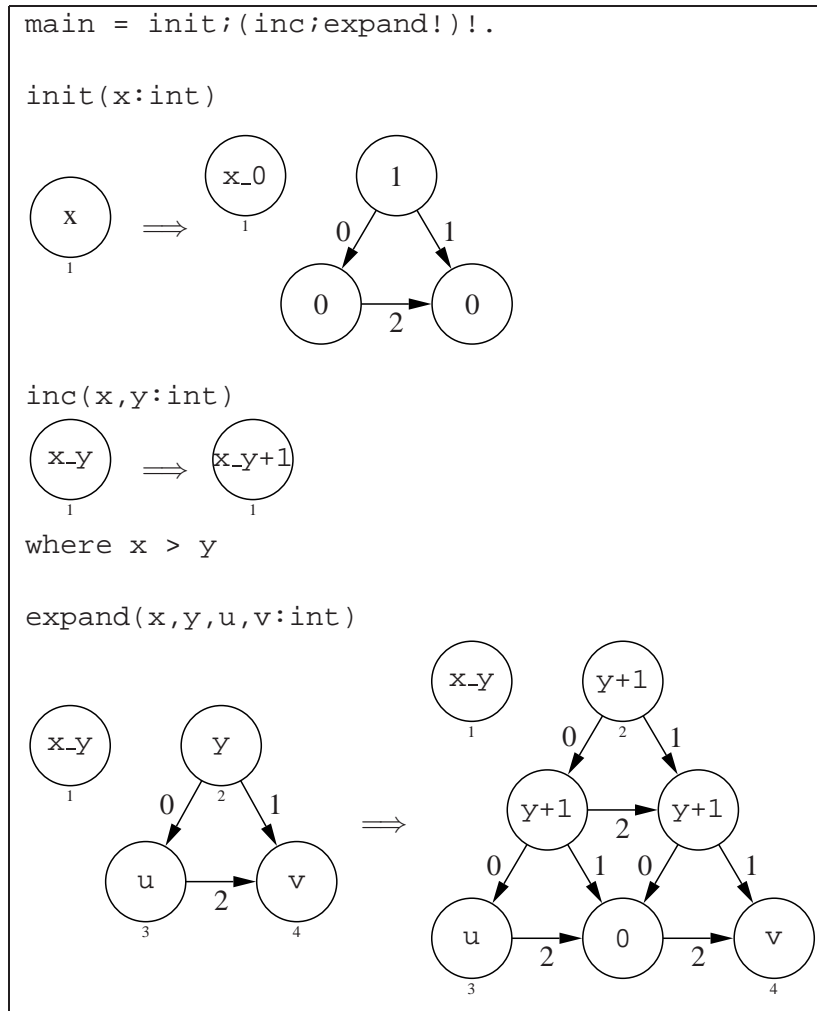 main = init;(inc;expand!)!.
init(x:int)
x
1
⟹
x_0
1
1
0
1
0
2
0
inc(x,y:int)
x_y
1
⟹
x_y+1
1
where x > y
expand(x,y,u,v:int)
x_y
1
y
2
0
1
u
3
2
v
4
⟹
x_y
1
y+1
2
0
1
y+1
2
y+1
0
1
0
1
u
3
2
0
2
v
4